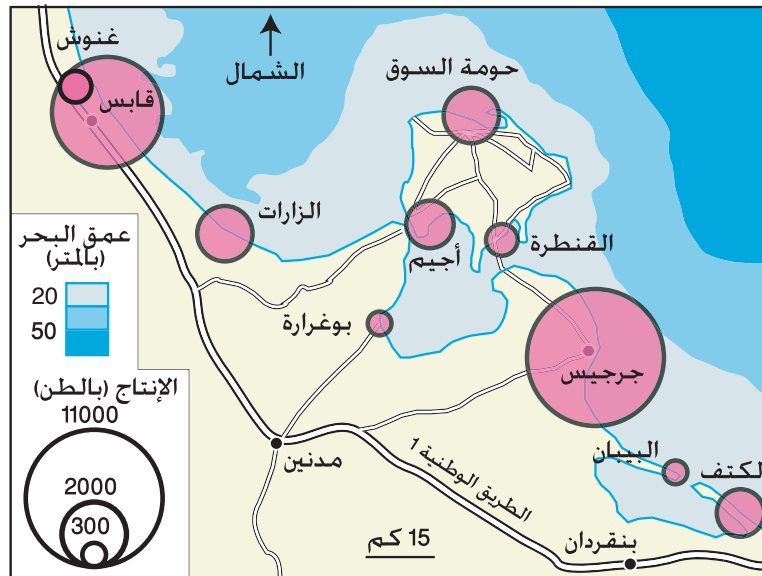 غنوش
قابس
الشمال
حومة السوق
الزارات
أجيم
القنطرة
بوغرارة
جرجيس
البيبان
لكتف
مدنين
الطريق الوطنية 1
بنقردان
15 كم
عمق البحر
(بالمتر)
20
50
الإنتاج (بالطن)
11000
2000
300